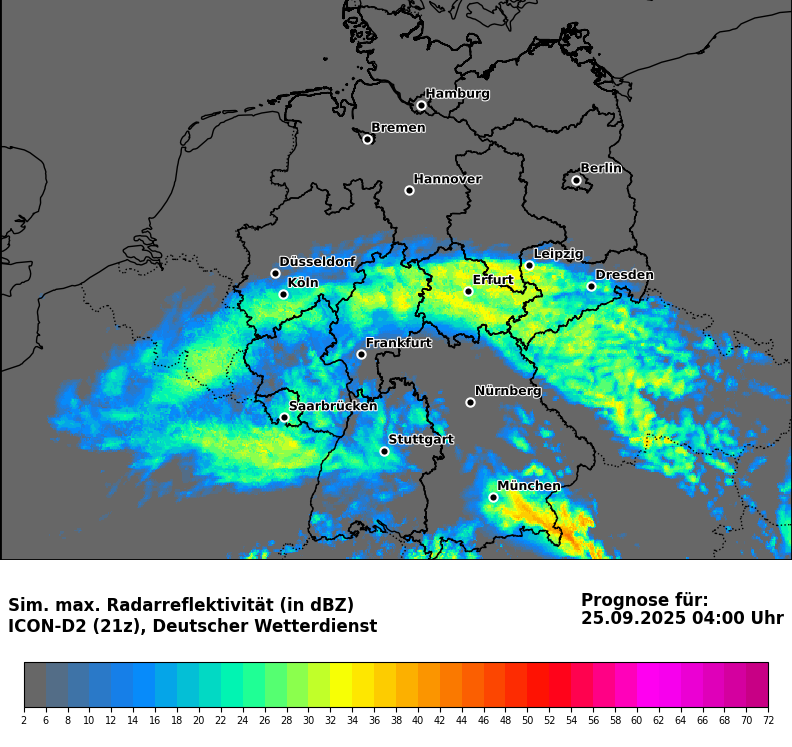 Hamburg
Bremen
Berlin
Hannover
Leipzig
Düsseldorf
Dresden
Erfurt
Köln
Frankfurt
Nürnberg
Saarbrücken
Stuttgart
München
Sim. max. Radarreflektivität (in dBZ)
ICON-D2 (21z), Deutscher Wetterdienst
Prognose für:
25.09.2025 04:00 Uhr
2 6 8 10 12 14 16 18 20 22 24 26 28 30 32 34 36 38 40 42 44 46 48 50 52 54 56 58 60 62 64 66 68 70 72